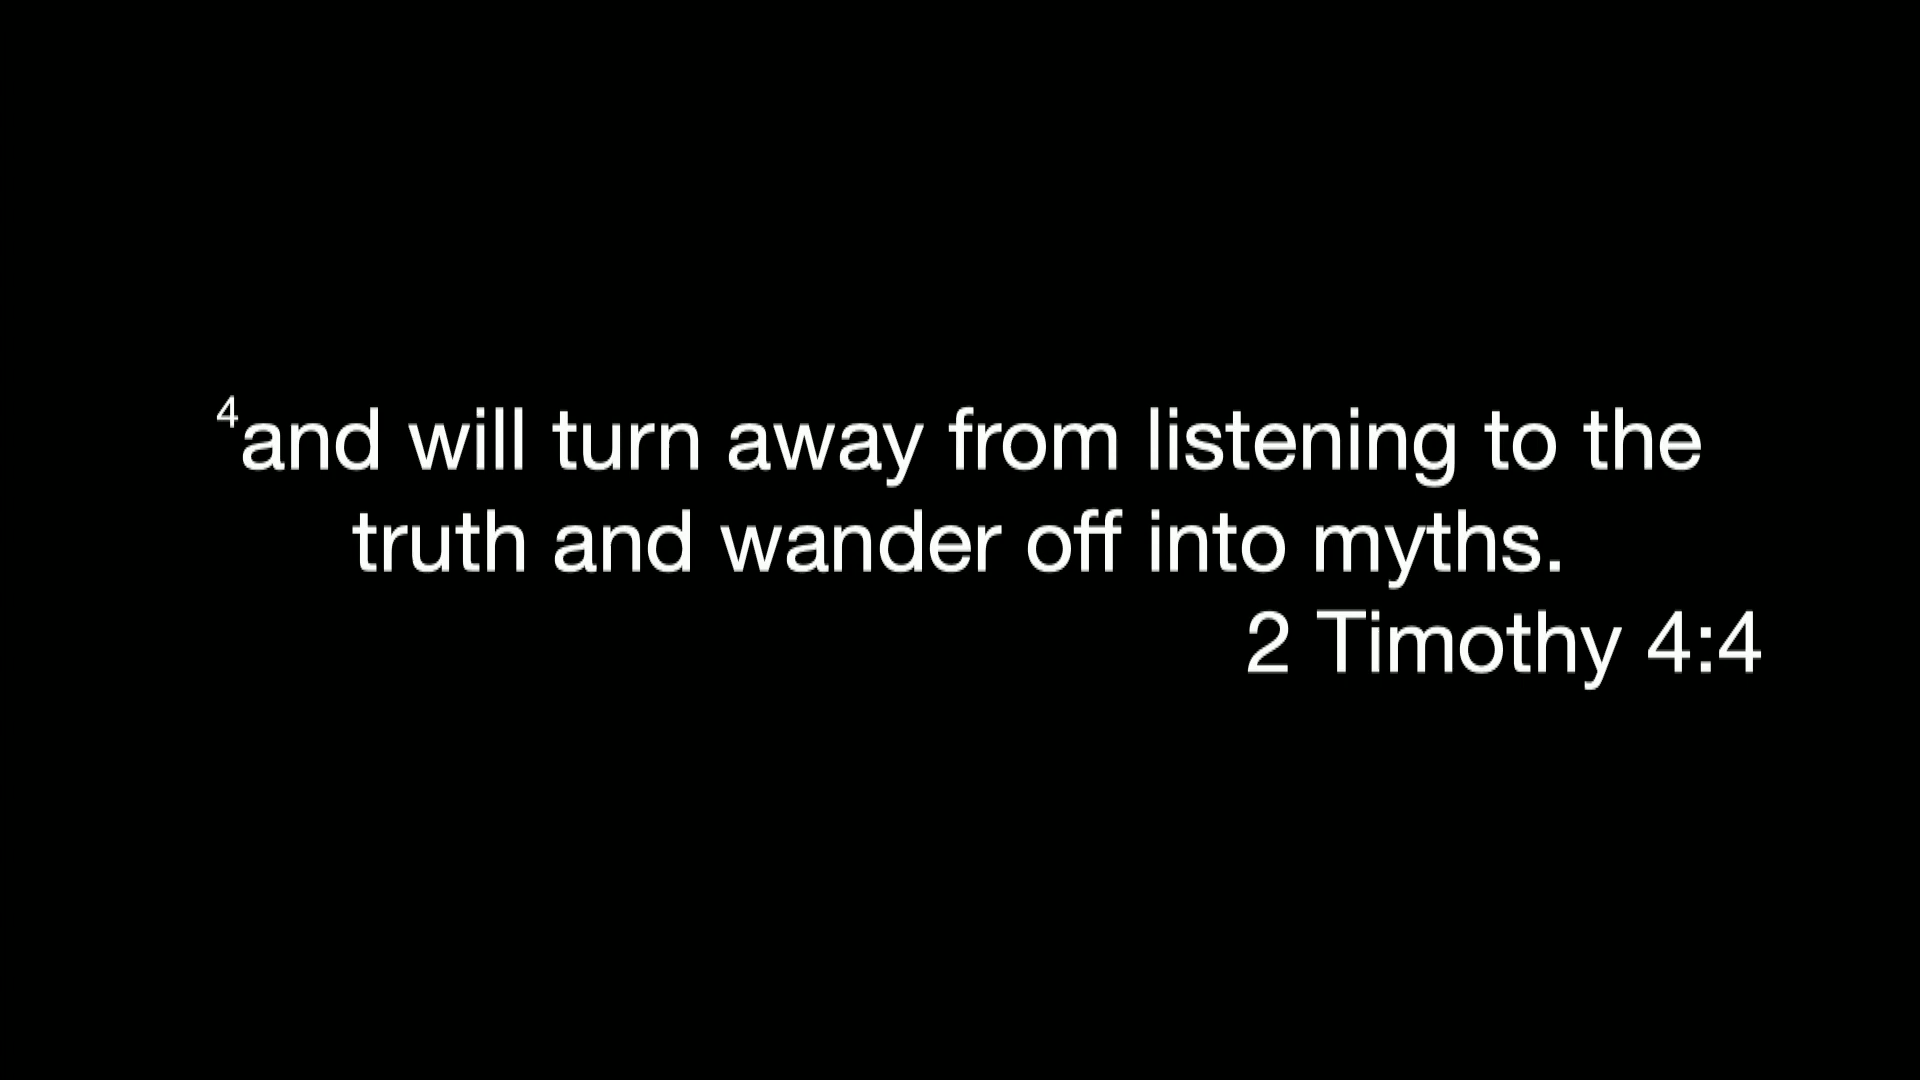 ⁴and will turn away from listening to the
truth and wander off into myths.
2 Timothy 4:4